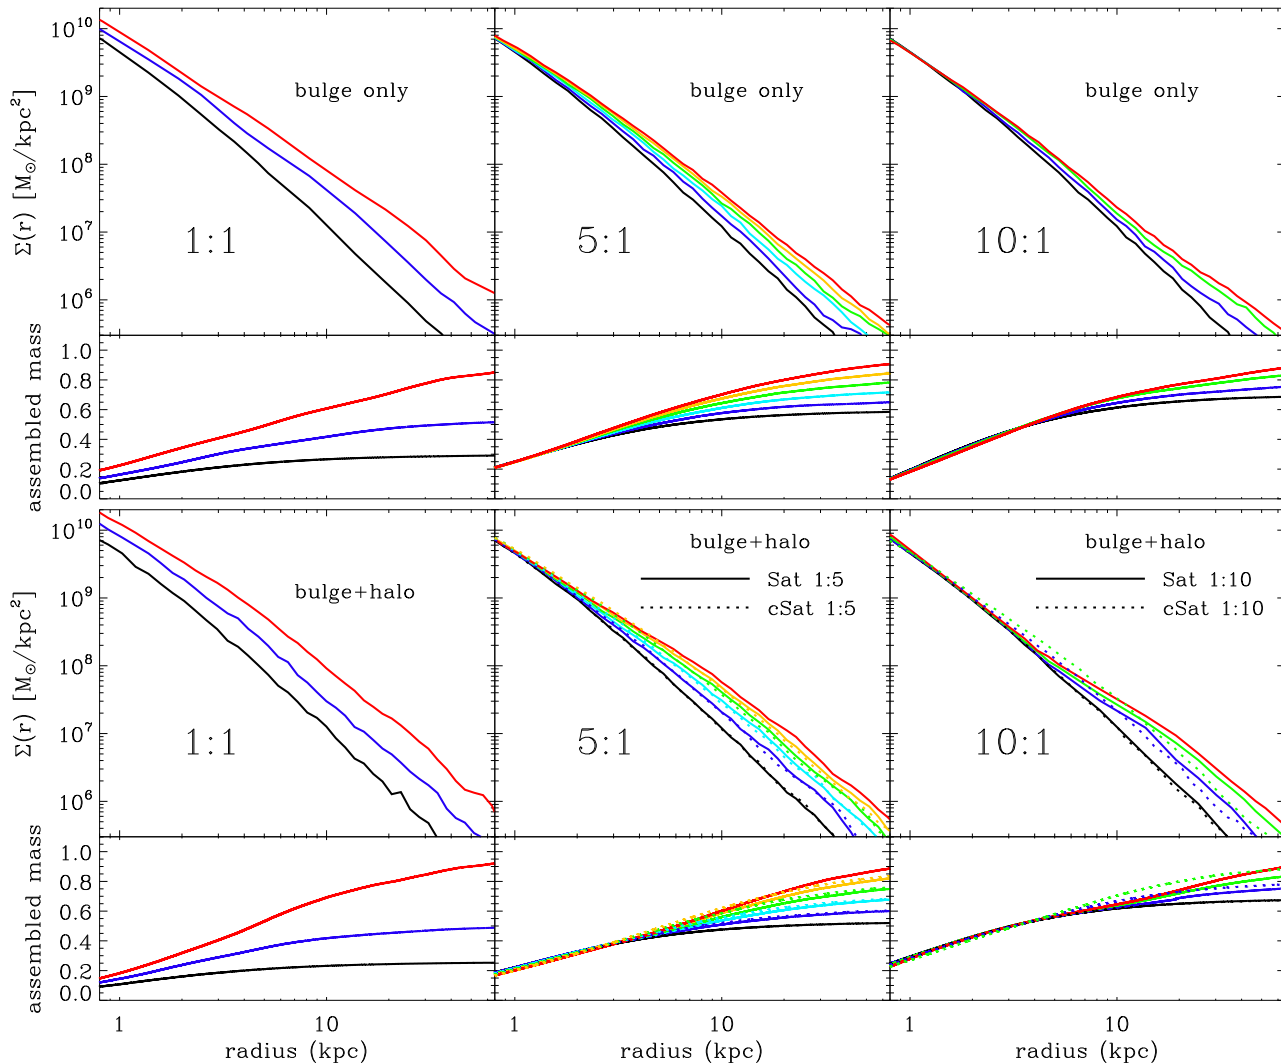 10¹⁰
10⁹
10⁸
10⁷
10⁶
Σ(r) [M⊙/kpc²]
bulge only
1:1
bulge only
5:1
bulge only
10:1
1.0
0.8
0.6
0.4
0.2
0.0
assembled mass
10¹⁰
10⁹
10⁸
10⁷
10⁶
Σ(r) [M⊙/kpc²]
bulge+halo
1:1
bulge+halo
Sat 1:5
cSat 1:5
5:1
bulge+halo
Sat 1:10
cSat 1:10
10:1
1.0
0.8
0.6
0.4
0.2
0.0
assembled mass
1 10 1 10 1 10
radius (kpc) radius (kpc) radius (kpc)